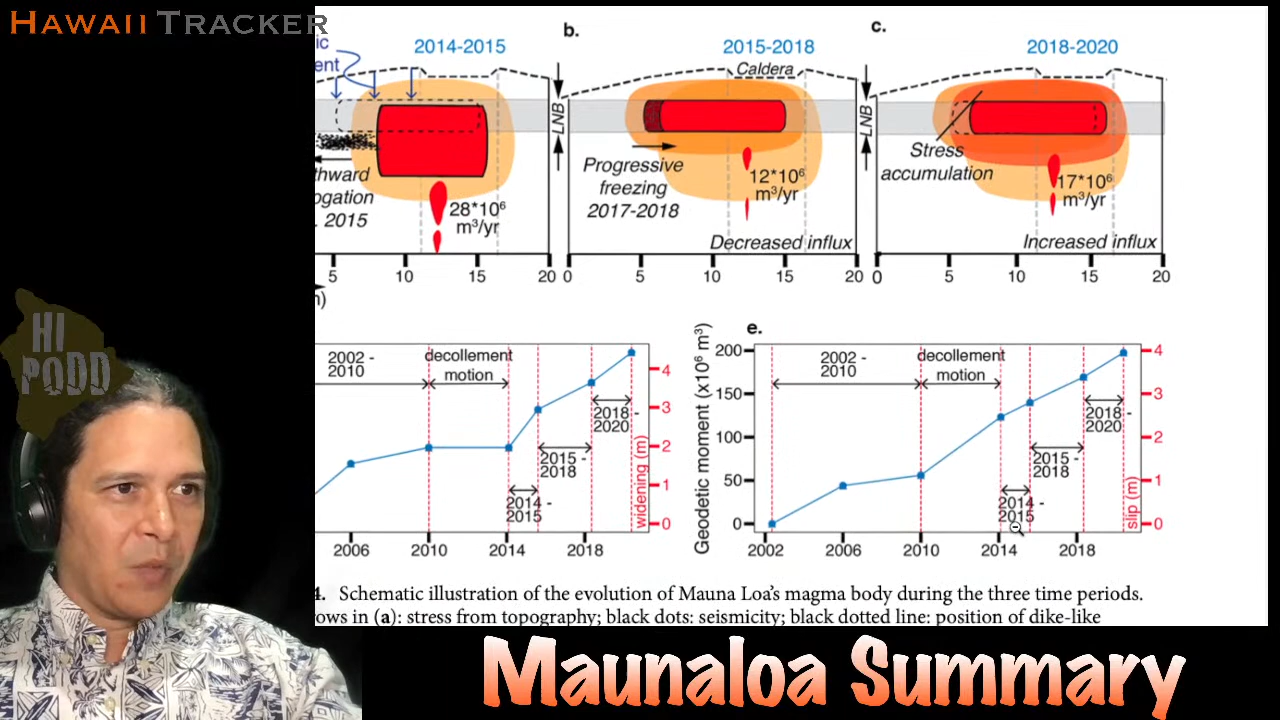 HAWAII TRACKER
ic
ent
2014-2015
thward
ogation
. 2015
28*10⁶
m³/yr
5 10 15 20
n)
b.
2015-2018
Caldera
LNB
Progressive
freezing
2017-2018
12*10⁶
m³/yr
Decreased influx
0 5 10 15 20
c.
2018-2020
LNB
Stress
accumulation
17*10⁶
m³/yr
Increased influx
0 5 10 15 20
HI
PODD
2002 -
2010
decollement
motion
2014 -
2015
2015 -
2018
2018 -
2020
4
3
2
1
0
widening (m)
2006 2010 2014 2018
e.
Geodetic moment (x10⁶ m³)
200
150
100
50
0
2002 -
2010
decollement
motion
2014 -
2015
2015 -
2018
2018 -
2020
4
3
2
1
0
slip (m)
2002 2006 2010 2014 2018
4. Schematic illustration of the evolution of Mauna Loa's magma body during the three time periods.
ows in (a): stress from topography; black dots: seismicity; black dotted line: position of dike-like
Maunaloa Summary